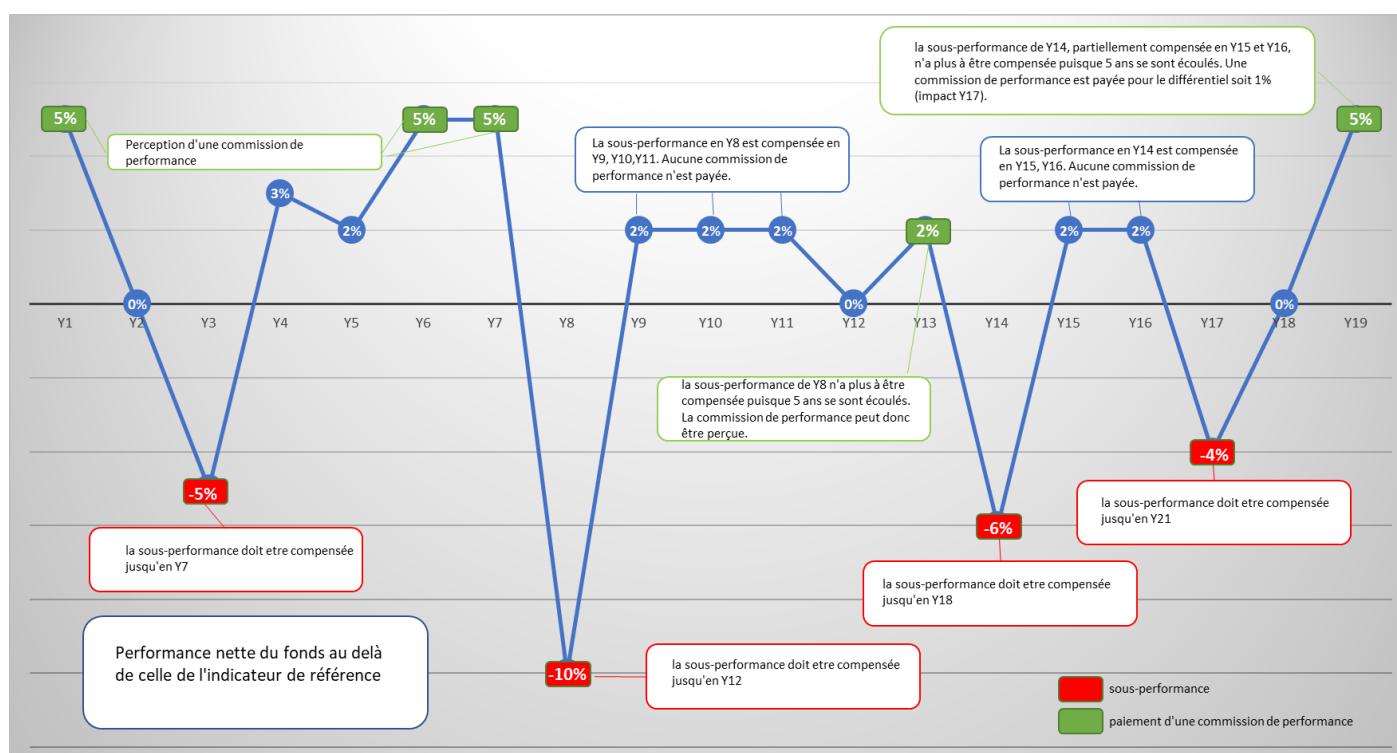 la sous-performance de Y14, partiellement compensée en Y15 et Y16,
n'a plus à être compensée puisque 5 ans se sont écoulés. Une
commission de performance est payée pour le différentiel soit 1%
(impact Y17).
5%
5%
5%
5%
Perception d'une commission de
performance
La sous-performance en Y8 est compensée en
Y9, Y10,Y11. Aucune commission de
performance n'est payée.
La sous-performance en Y14 est compensée
en Y15, Y16. Aucune commission de
performance n'est payée.
3%
2%
2%
2%
2%
2%
2%
2%
0%
0%
0%
Y1
Y2
Y3
Y4
Y5
Y6
Y7
Y8
Y9
Y10
Y11
Y12
Y13
Y14
Y15
Y16
Y17
Y18
Y19
la sous-performance de Y8 n'a plus à être
compensée puisque 5 ans se sont écoulés.
La commission de performance peut donc
être perçue.
-4%
-5%
-6%
la sous-performance doit etre compensée
jusqu'en Y21
la sous-performance doit etre compensée
jusqu'en Y7
la sous-performance doit etre compensée
jusqu'en Y18
Performance nette du fonds au delà
de celle de l'indicateur de référence
-10%
la sous-performance doit etre compensée
jusqu'en Y12
sous-performance
paiement d'une commission de performance